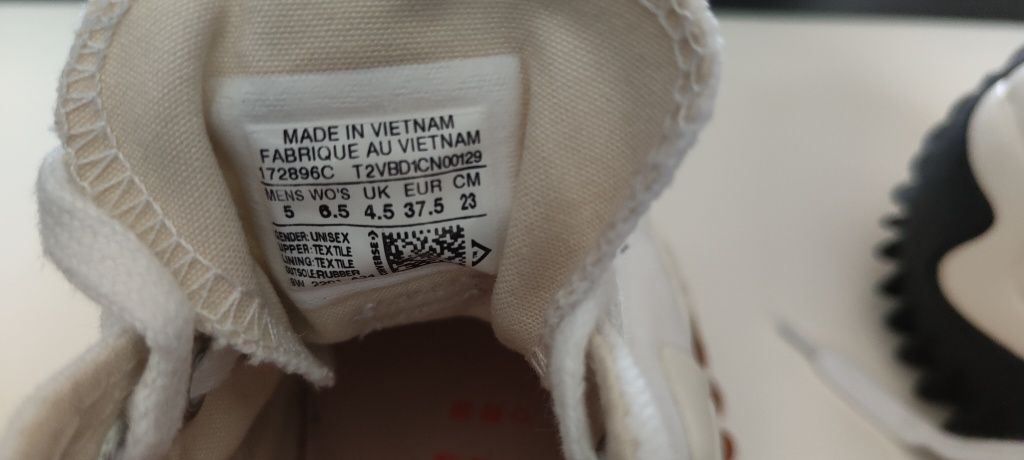 MADE IN VIETNAM
FABRIQUE AU VIETNAM
172896C T2VBD1CN00129
MENS WO'S UK EUR CM
5 6.5 4.5 37.5 23
GENDER: UNISEX
UPPER: TEXTILE
LINING: TEXTILE
OUTSOLE:RUBBER
CONVERSE